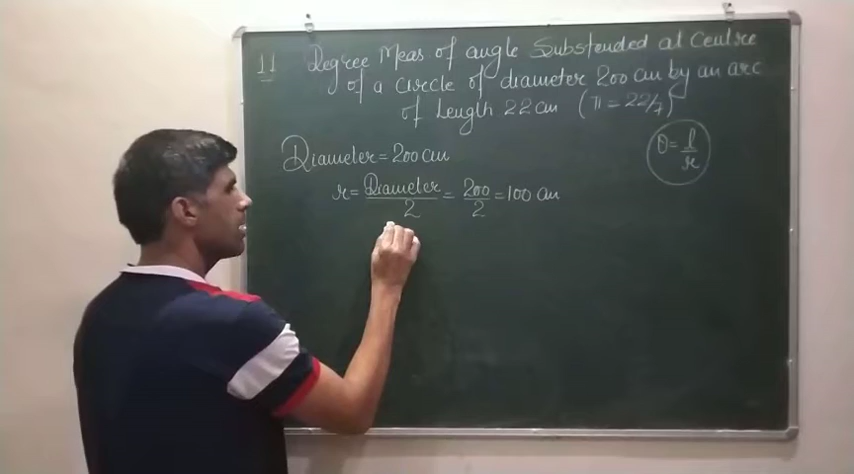 11 Degree Meas of angle Substended at Centre
of a circle of diameter 200 cm by an arc
of Length 22 cm (π = 22/7)
θ = l/r
Diameter = 200 cm
r = Diameter/2 = 200/2 = 100 cm